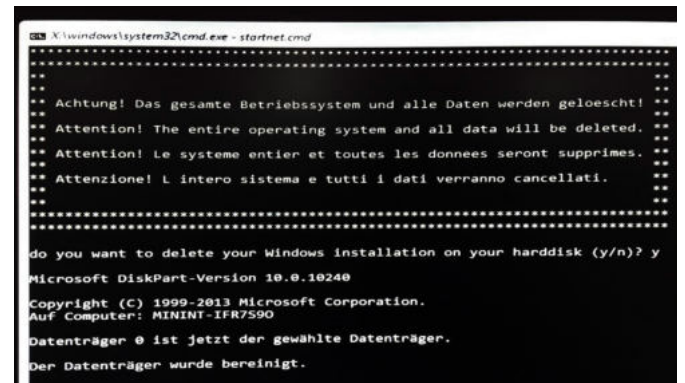 X:\windows\system32\cmd.exe - startnet.cmd
************************************************************************
************************************************************************
** **
** **
** Achtung! Das gesamte Betriebssystem und alle Daten werden geloescht! **
** Attention! The entire operating system and all data will be deleted. **
** Attention! Le systeme entier et toutes les donnees seront supprimes. **
** Attenzione! L intero sistema e tutti i dati verranno cancellati. **
** **
** **
************************************************************************
************************************************************************
do you want to delete your Windows installation on your harddisk (y/n)? y
Microsoft DiskPart-Version 10.0.10240
Copyright (C) 1999-2013 Microsoft Corporation.
Auf Computer: MININT-IFR7S9O
Datenträger 0 ist jetzt der gewählte Datenträger.
Der Datenträger wurde bereinigt.